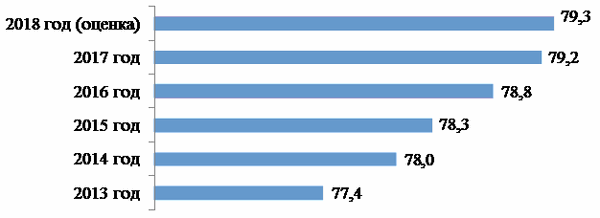 2018 год (оценка) 79,3
2017 год 79,2
2016 год 78,8
2015 год 78,3
2014 год 78,0
2013 год 77,4